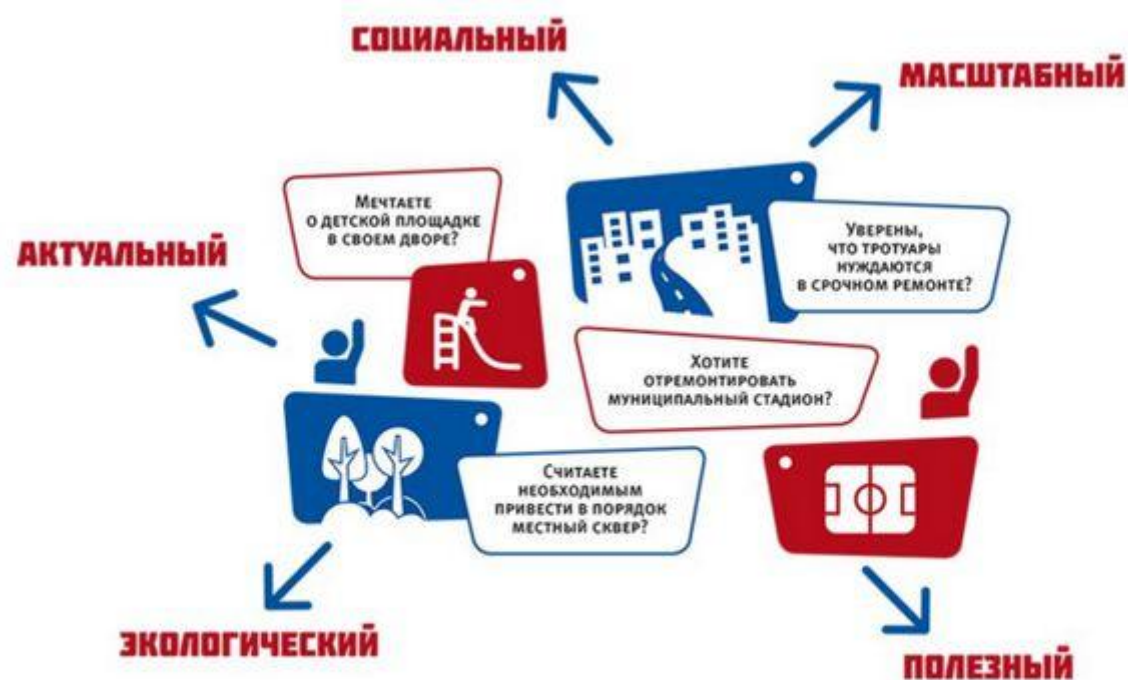 СОЦИАЛЬНЫЙ
МАСШТАБНЫЙ
МЕЧТАЕТЕ
О ДЕТСКОЙ ПЛОЩАДКЕ
В СВОЕМ ДВОРЕ?
УВЕРЕНЫ,
ЧТО ТРОТУАРЫ
НУЖДАЮТСЯ
В СРОЧНОМ РЕМОНТЕ?
АКТУАЛЬНЫЙ
ХОТИТЕ
ОТРЕМОНТИРОВАТЬ
МУНИЦИПАЛЬНЫЙ СТАДИОН?
СЧИТАЕТЕ
НЕОБХОДИМЫМ
ПРИВЕСТИ В ПОРЯДОК
МЕСТНЫЙ СКВЕР?
ЭКОЛОГИЧЕСКИЙ
ПОЛЕЗНЫЙ